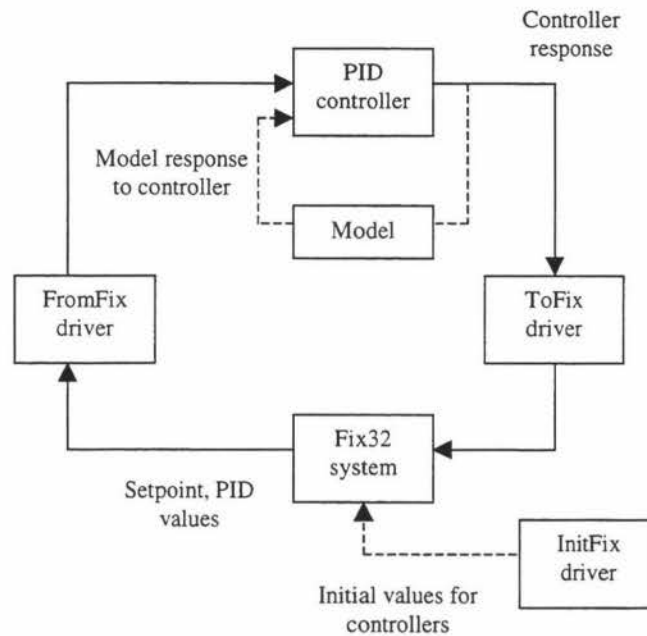 Controller
response
PID
controller
Model response
to controller
Model
FromFix
driver
ToFix
driver
Fix32
system
Setpoint, PID
values
InitFix
driver
Initial values for
controllers